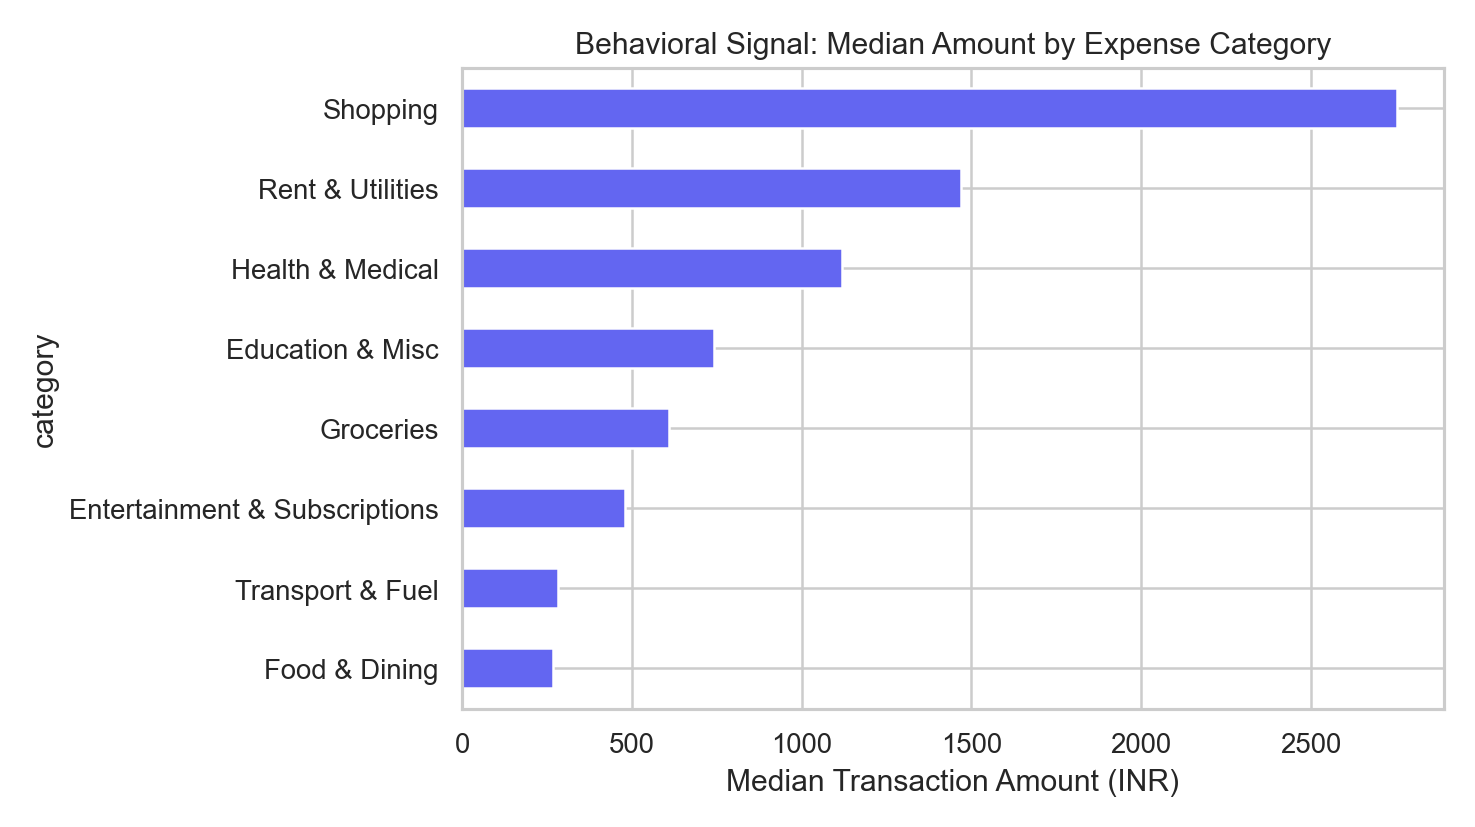 Behavioral Signal: Median Amount by Expense Category
Shopping
Rent & Utilities
Health & Medical
Education & Misc
Groceries
Entertainment & Subscriptions
Transport & Fuel
Food & Dining
category
0 500 1000 1500 2000 2500
Median Transaction Amount (INR)